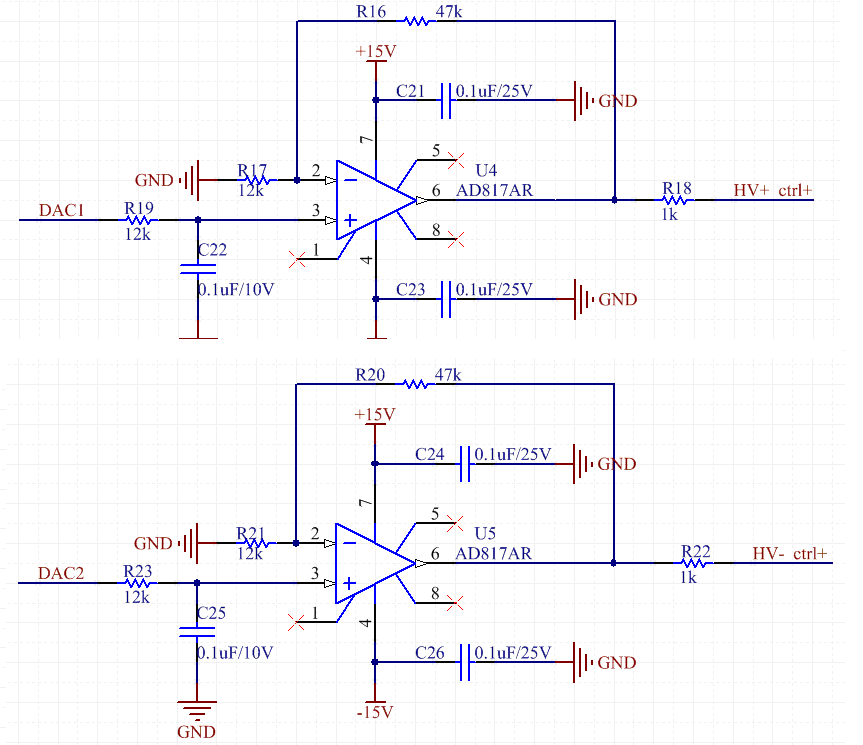 R16 47k
+15V
C21 0.1uF/25V GND
7
5
GND R17 2 U4
12k
6 AD817AR R18 HV+_ctrl+
DAC1 R19 3 1k
12k
8
C22 1
4
0.1uF/10V C23 0.1uF/25V GND
R20 47k
+15V
C24 0.1uF/25V GND
7
5
GND R21 2 U5
12k
6 AD817AR R22 HV-_ctrl+
DAC2 R23 3 1k
12k
8
C25 1
4
0.1uF/10V C26 0.1uF/25V GND
-15V
GND